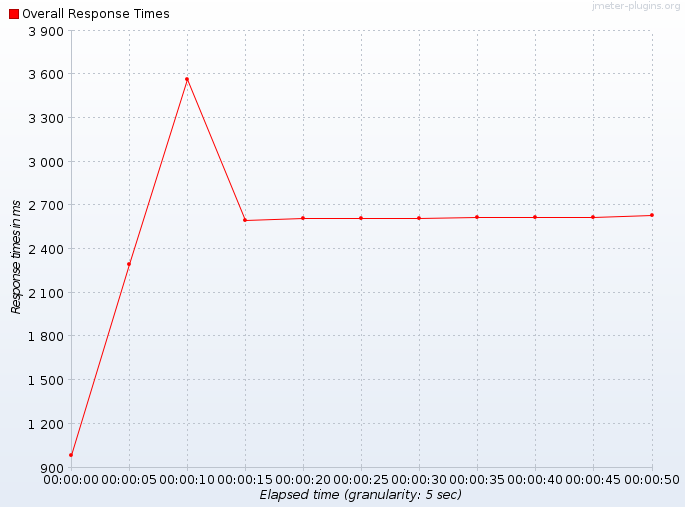 jmeter-plugins.org
Overall Response Times
3 900
3 600
3 300
3 000
2 700
2 400
2 100
1 800
1 500
1 200
900
Response times in ms
00:00:00 00:00:05 00:00:10 00:00:15 00:00:20 00:00:25 00:00:30 00:00:35 00:00:40 00:00:45 00:00:50
Elapsed time (granularity: 5 sec)